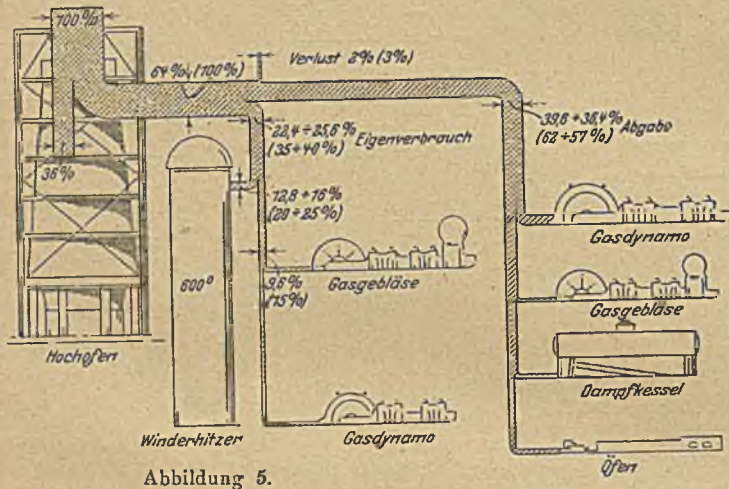 100%
64% (100%)
Verlust 2% (3%)
36%
22,4 ÷ 25,6%
(35 ÷ 40%)
Eigenverbrauch
39,6 ÷ 36,4%
(62 ÷ 57%)
Abgabe
12,8 ÷ 16%
(20 ÷ 25%)
Gasdynamo
9,6%
(15%)
Gasgebläse
600°
Gasgebläse
Hochofen
Dampfkessel
Winderhitzer
Gasdynamo
Öfen
Abbildung 5.